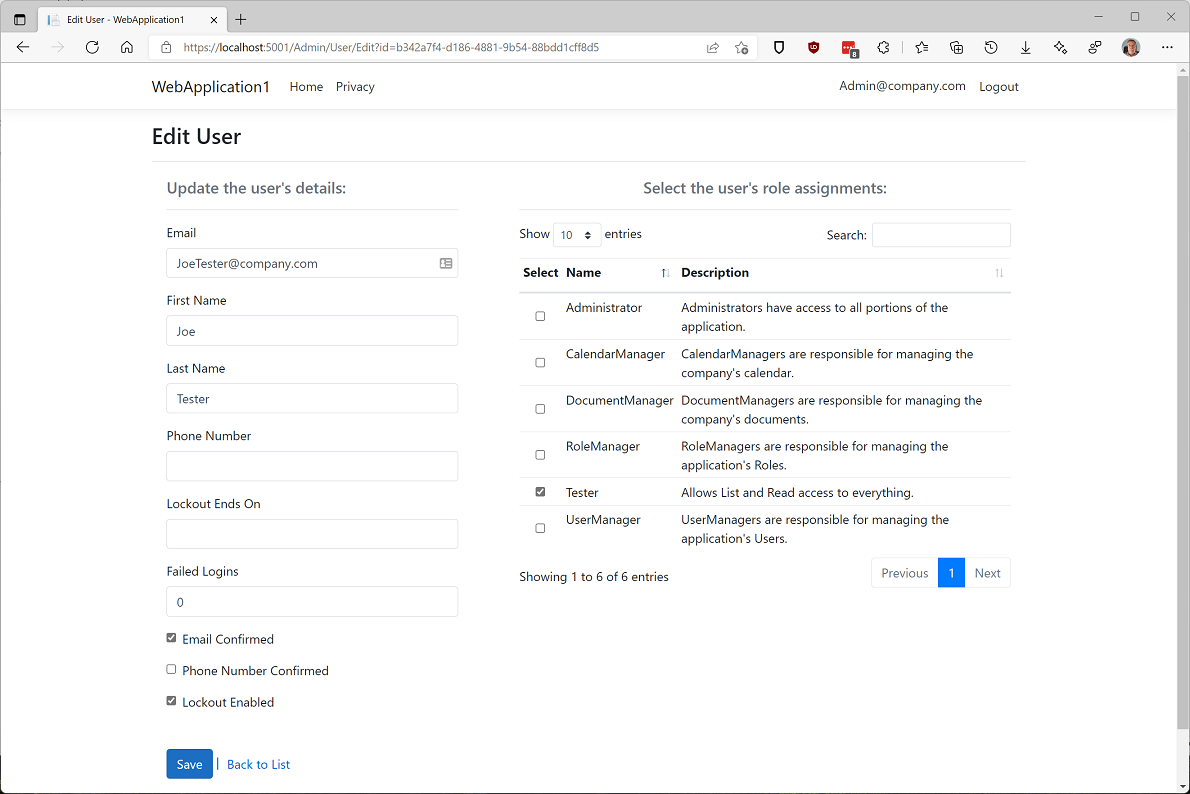 Edit User - WebApplication1
https://localhost:5001/Admin/User/Edit?id=b342a7f4-d186-4881-9b54-88bdd1cff8d5
8
WebApplication1 Home Privacy Admin@company.com Logout
Edit User
Update the user's details:
Email
JoeTester@company.com
First Name
Joe
Last Name
Tester
Phone Number
Lockout Ends On
Failed Logins
0
Email Confirmed
Phone Number Confirmed
Lockout Enabled
Save | Back to List
Select the user's role assignments:
Show 10 entries Search:
Select Name Description
Administrator Administrators have access to all portions of the
application.
CalendarManager CalendarManagers are responsible for managing the
company's calendar.
DocumentManager DocumentManagers are responsible for managing the
company's documents.
RoleManager RoleManagers are responsible for managing the
application's Roles.
Tester Allows List and Read access to everything.
UserManager UserManagers are responsible for managing the
application's Users.
Showing 1 to 6 of 6 entries Previous 1 Next